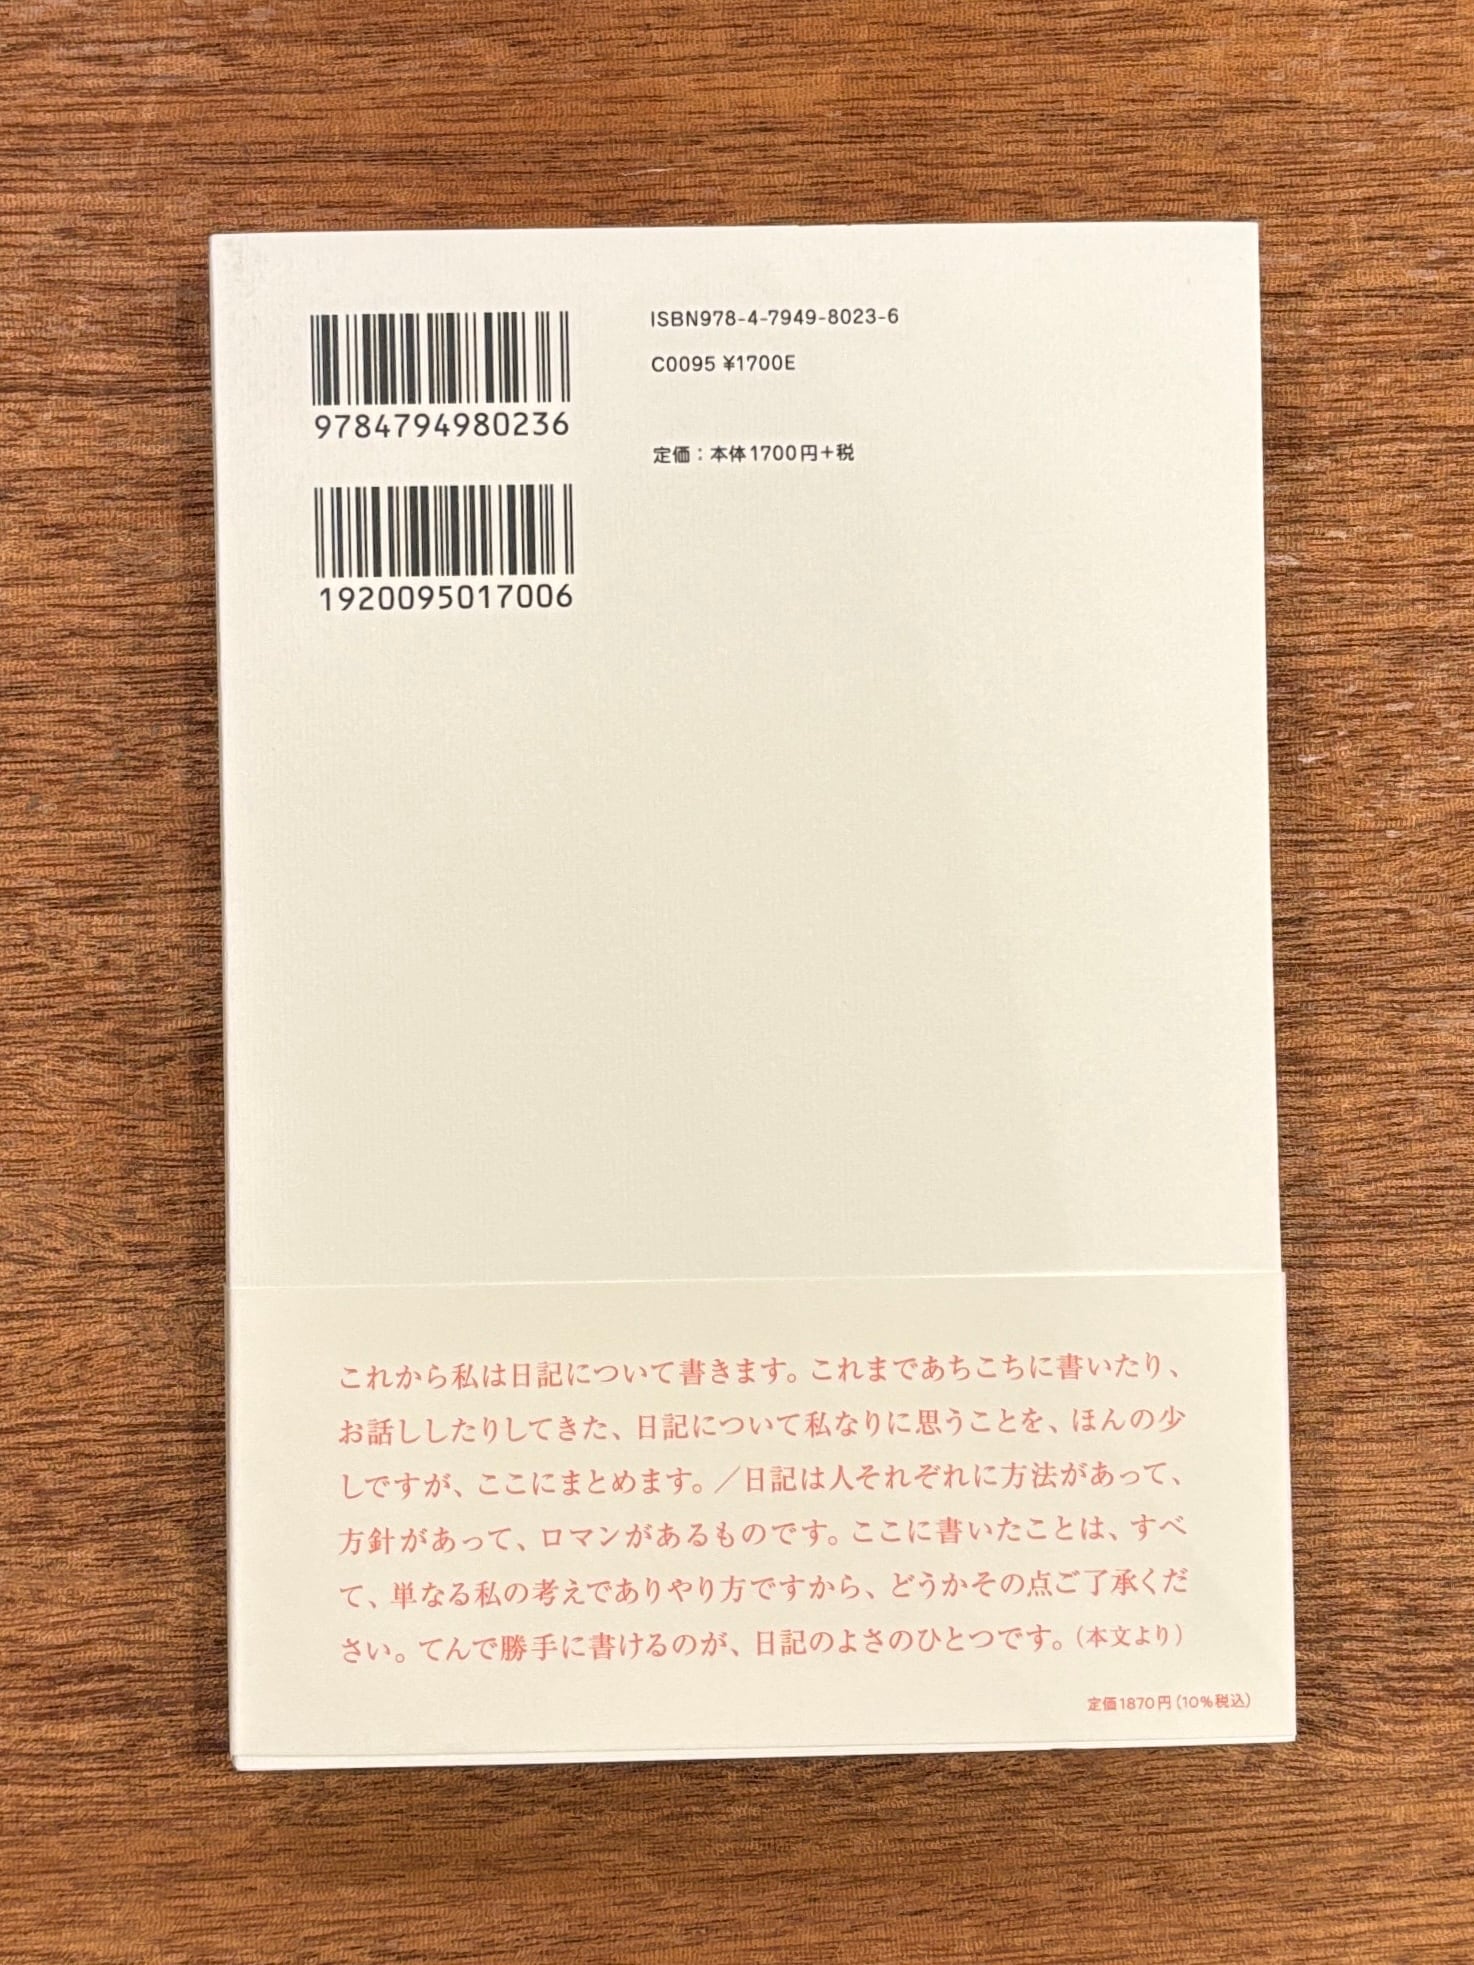 ISBN978-4-7949-8023-6
C0095 ¥1700E
9784794980236
定価：本体1700円+税
1920095017006
これから私は日記について書きます。これまであちこちに書いたり、
お話ししたりしてきた、日記について私なりに思うことを、ほんの少
しですが、ここにまとめます。／日記は人それぞれに方法があって、
方針があって、ロマンがあるものです。ここに書いたことは、すべ
て、単なる私の考えでありやり方ですから、どうかその点ご了承くだ
さい。てんで勝手に書けるのが、日記のよさのひとつです。（本文より）
定価1870円（10%税込）